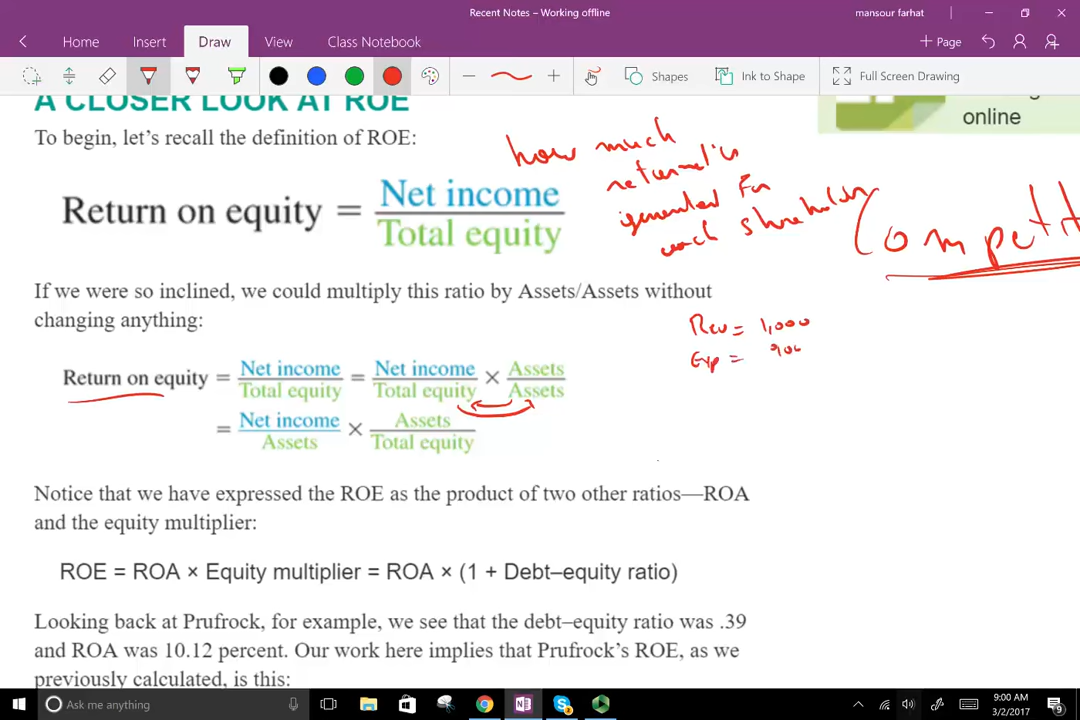 Recent Notes – Working offline
mansour farhat
Home Insert Draw View Class Notebook
Page
Shapes Ink to Shape Full Screen Drawing
A CLOSER LOOK AT ROE
online
To begin, let's recall the definition of ROE:
how much
return is
generated for
each shareholder
Competit
Return on equity = Net income / Total equity
If we were so inclined, we could multiply this ratio by Assets/Assets without
changing anything:
Rev = 1,000
Exp = 900
Return on equity = Net income / Total equity = Net income / Total equity × Assets / Assets
= Net income / Assets × Assets / Total equity
Notice that we have expressed the ROE as the product of two other ratios—ROA
and the equity multiplier:
ROE = ROA × Equity multiplier = ROA × (1 + Debt–equity ratio)
Looking back at Prufrock, for example, we see that the debt–equity ratio was .39
and ROA was 10.12 percent. Our work here implies that Prufrock's ROE, as we
previously calculated, is this:
Ask me anything
9:00 AM
3/2/2017